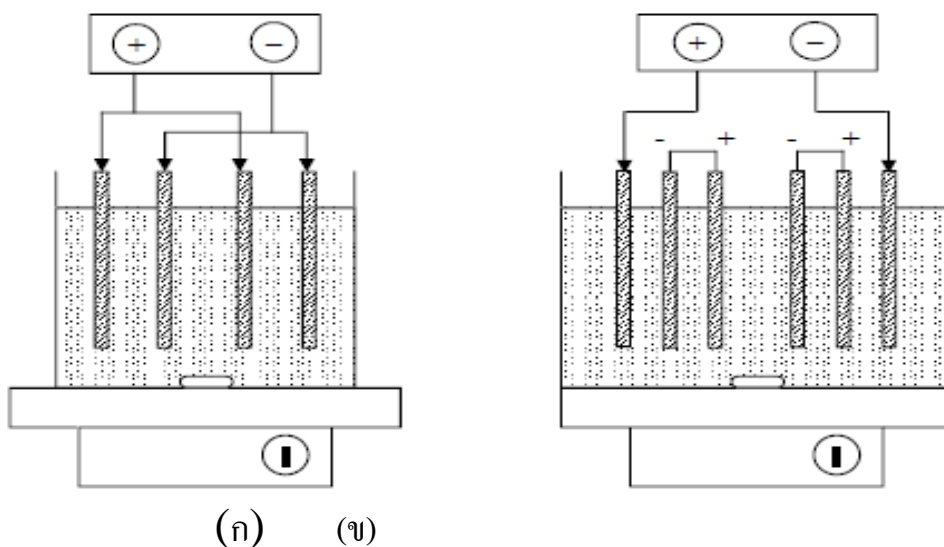 + − + −
- + - +
(ก) (ข)